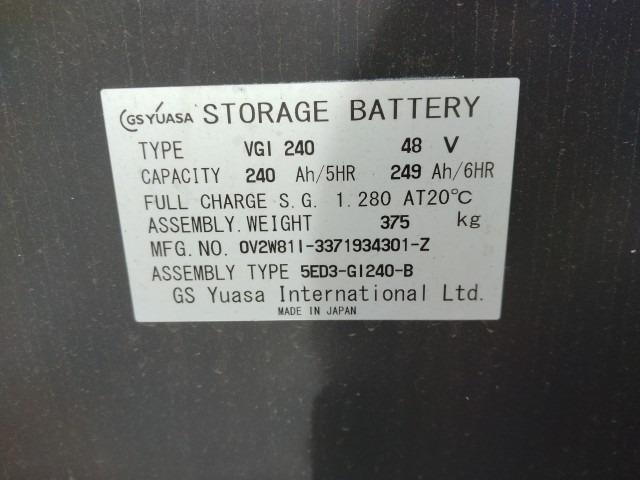 GS YUASA STORAGE BATTERY
TYPE VGI 240 48 V
CAPACITY 240 Ah/5HR 249 Ah/6HR
FULL CHARGE S.G. 1.280 AT20℃
ASSEMBLY.WEIGHT 375 kg
MFG.NO. 0V2W81I-3371934301-Z
ASSEMBLY TYPE 5ED3-GI240-B
GS Yuasa International Ltd.
MADE IN JAPAN